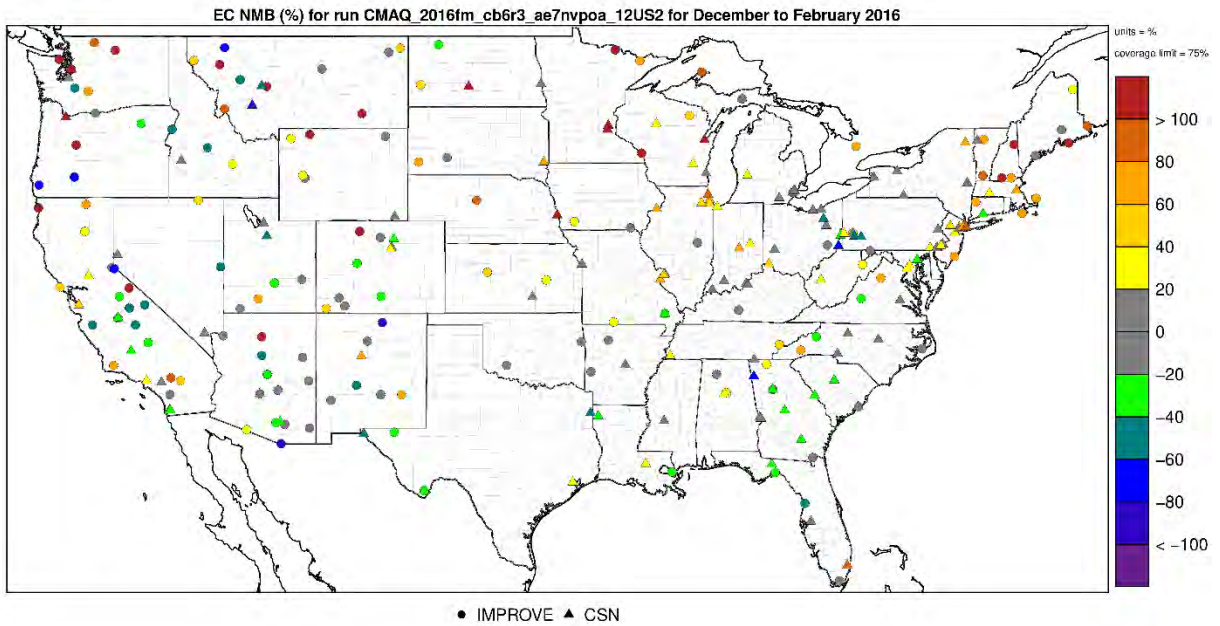 EC NMB (%) for run CMAQ_2016fm_cb6r3_ae7nvpoa_12US2 for December to February 2016
units = %
coverage limit = 75%
> 100
80
60
40
20
0
−20
−40
−60
−80
< −100
● IMPROVE ▲ CSN